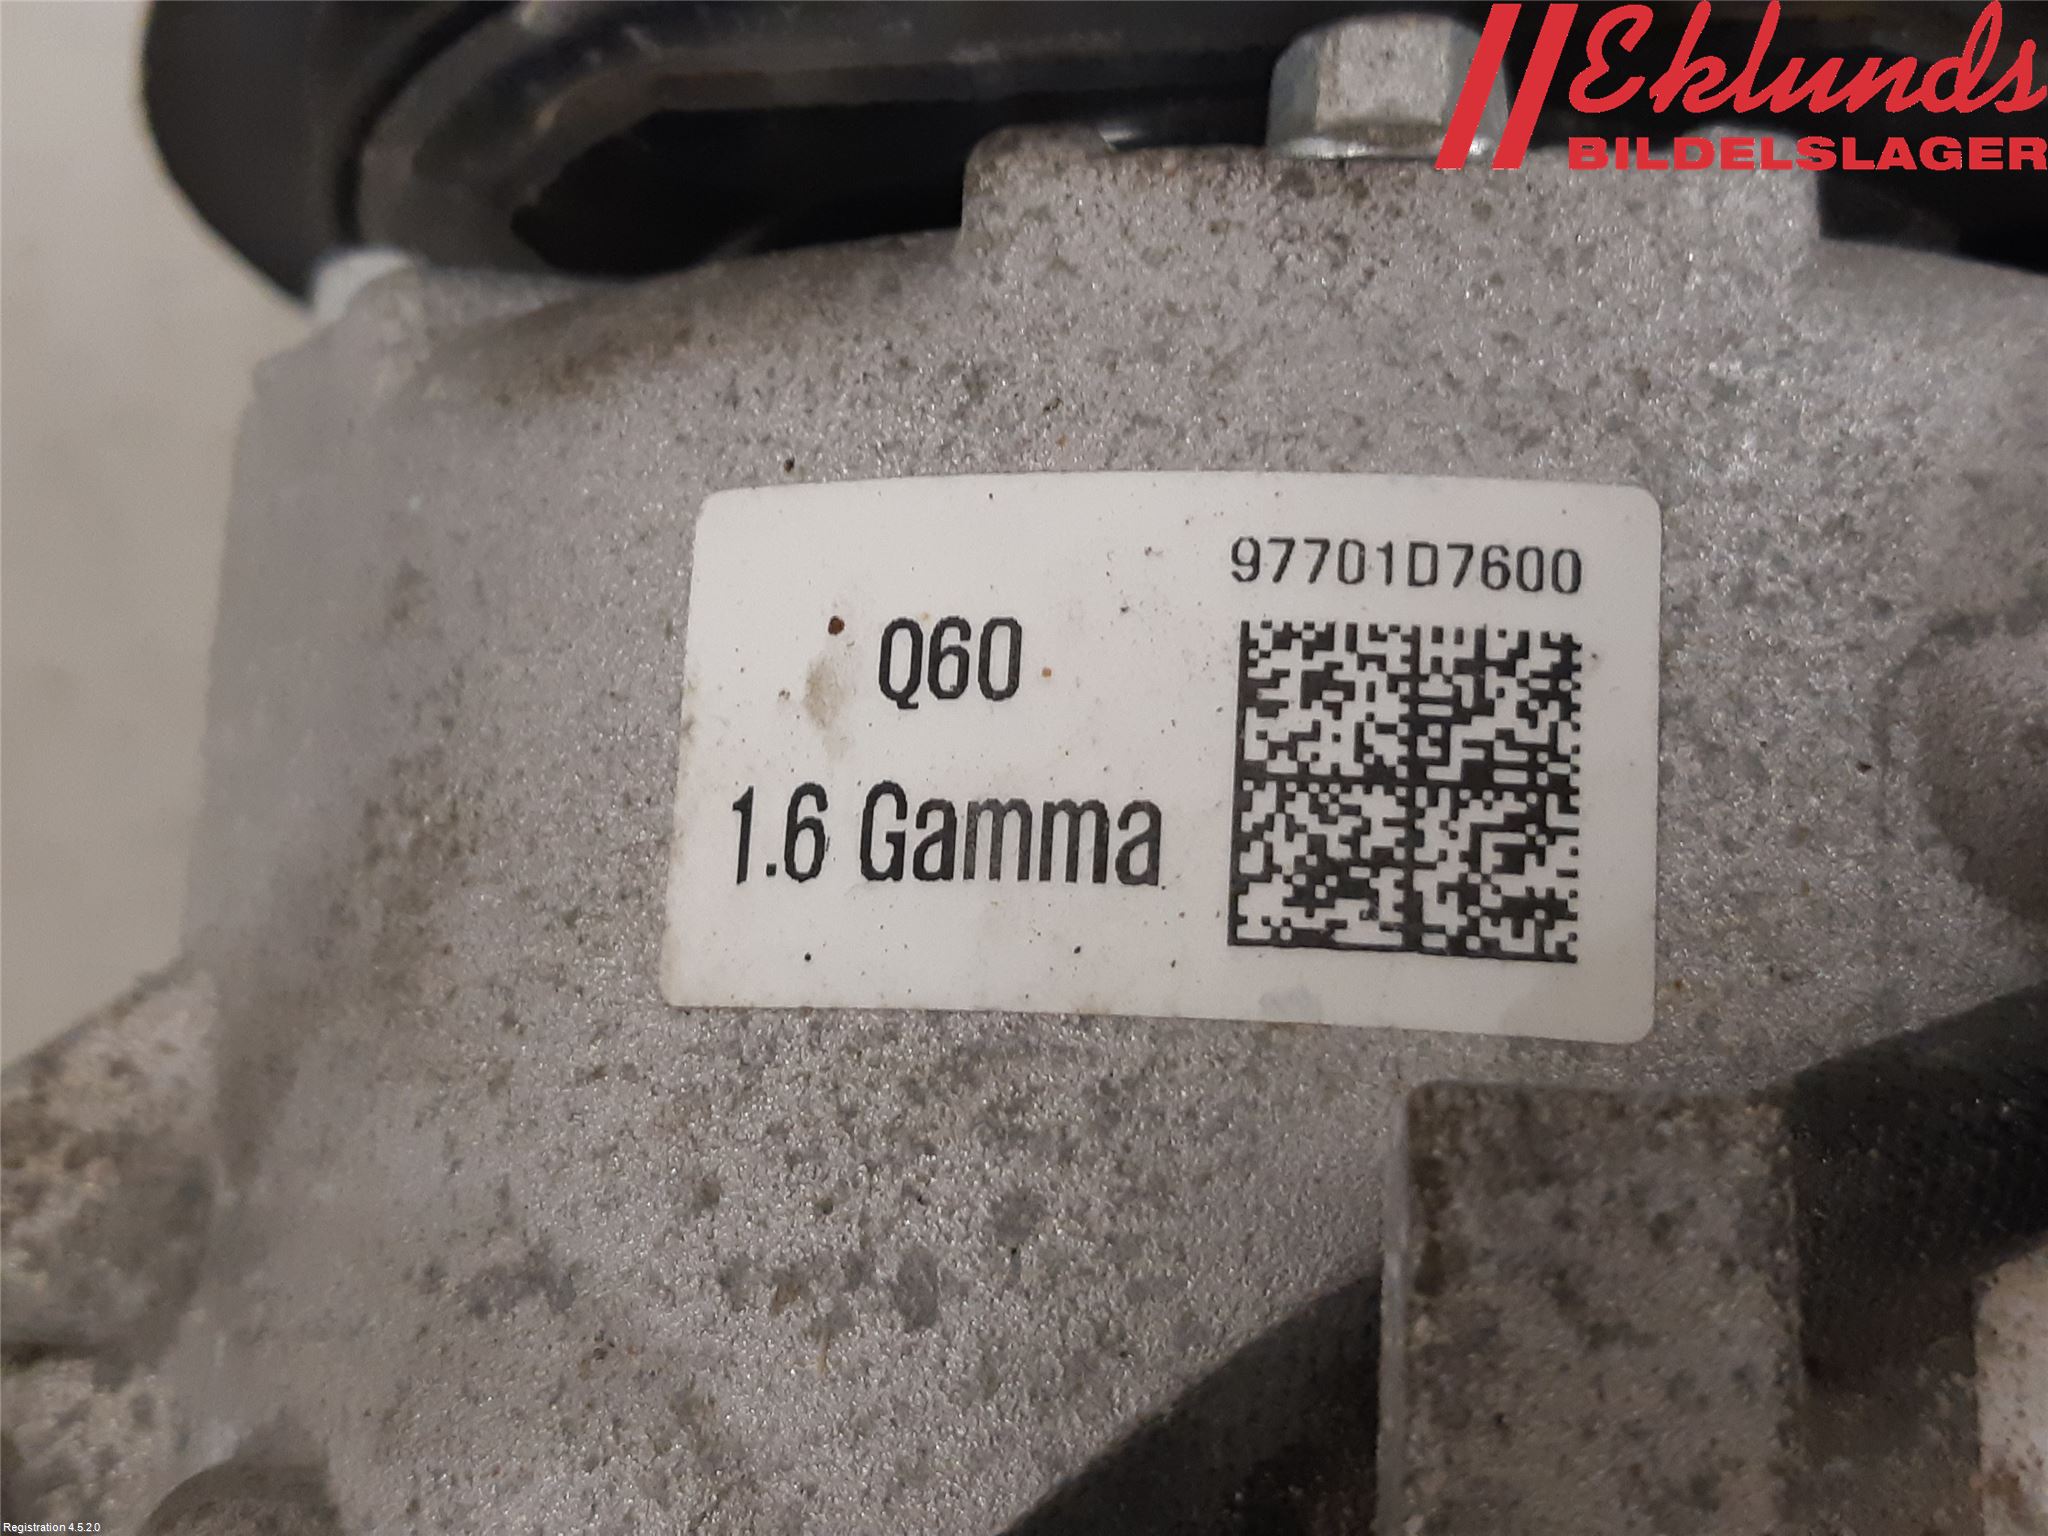 Eklunds
BILDELSLAGER
97701D7600
Q60
1.6 Gamma
Registration 4.5.2.0